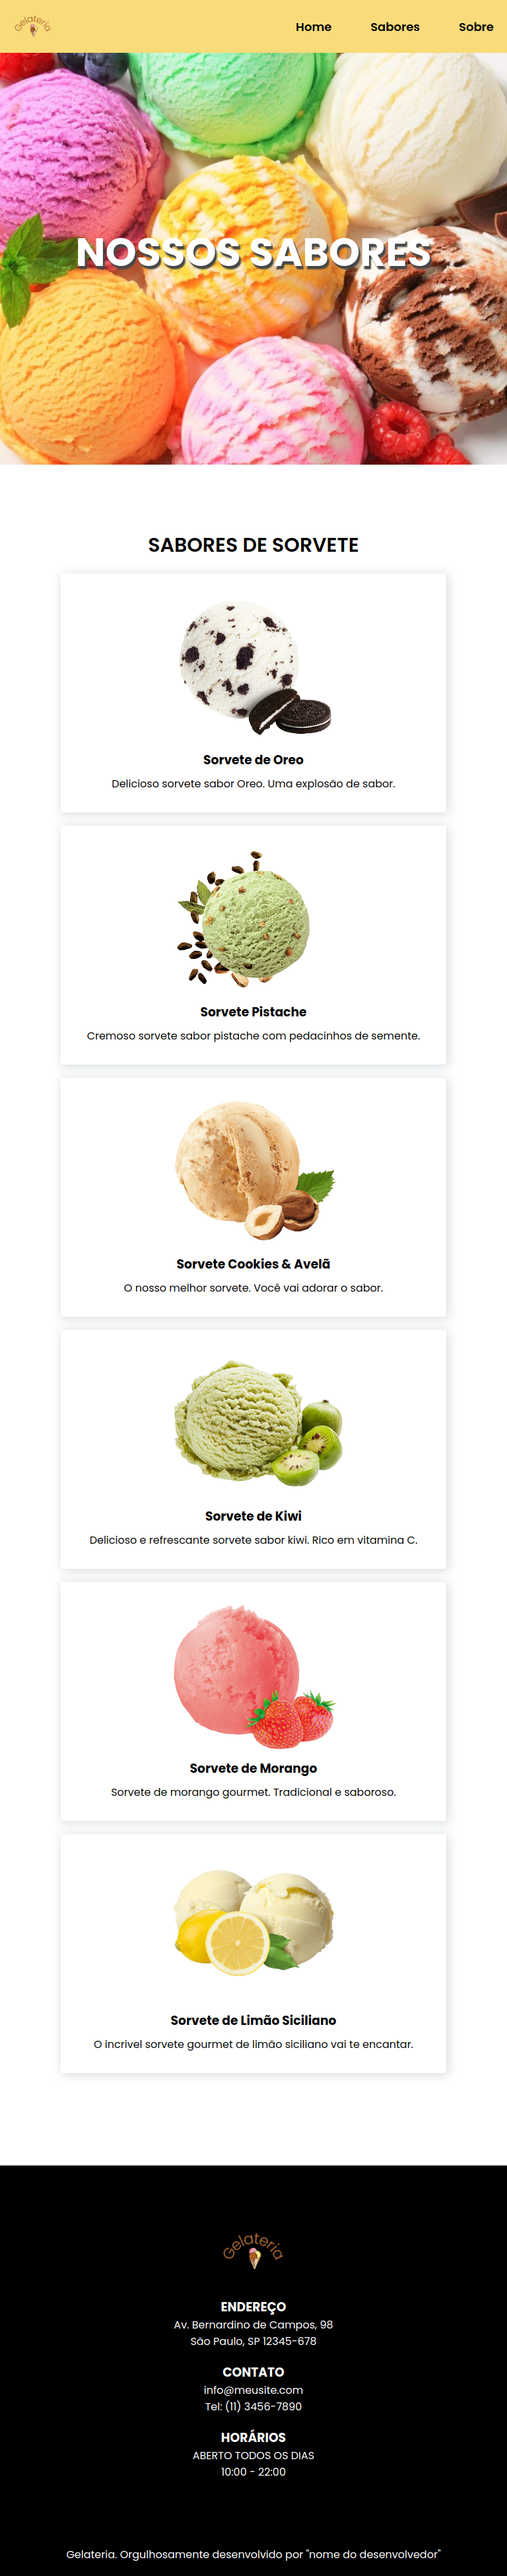 Gelateria
Home Sabores Sobre
NOSSOS SABORES
SABORES DE SORVETE
Sorvete de Oreo
Delicioso sorvete sabor Oreo. Uma explosão de sabor.
Sorvete Pistache
Cremoso sorvete sabor pistache com pedacinhos de semente.
Sorvete Cookies & Avelã
O nosso melhor sorvete. Você vai adorar o sabor.
Sorvete de Kiwi
Delicioso e refrescante sorvete sabor kiwi. Rico em vitamina C.
Sorvete de Morango
Sorvete de morango gourmet. Tradicional e saboroso.
Sorvete de Limão Siciliano
O incrivel sorvete gourmet de limão siciliano vai te encantar.
Gelateria
ENDEREÇO
Av. Bernardino de Campos, 98
São Paulo, SP 12345-678
CONTATO
info@meusite.com
Tel: (11) 3456-7890
HORÁRIOS
ABERTO TODOS OS DIAS
10:00 - 22:00
Gelateria. Orgulhosamente desenvolvido por "nome do desenvolvedor"